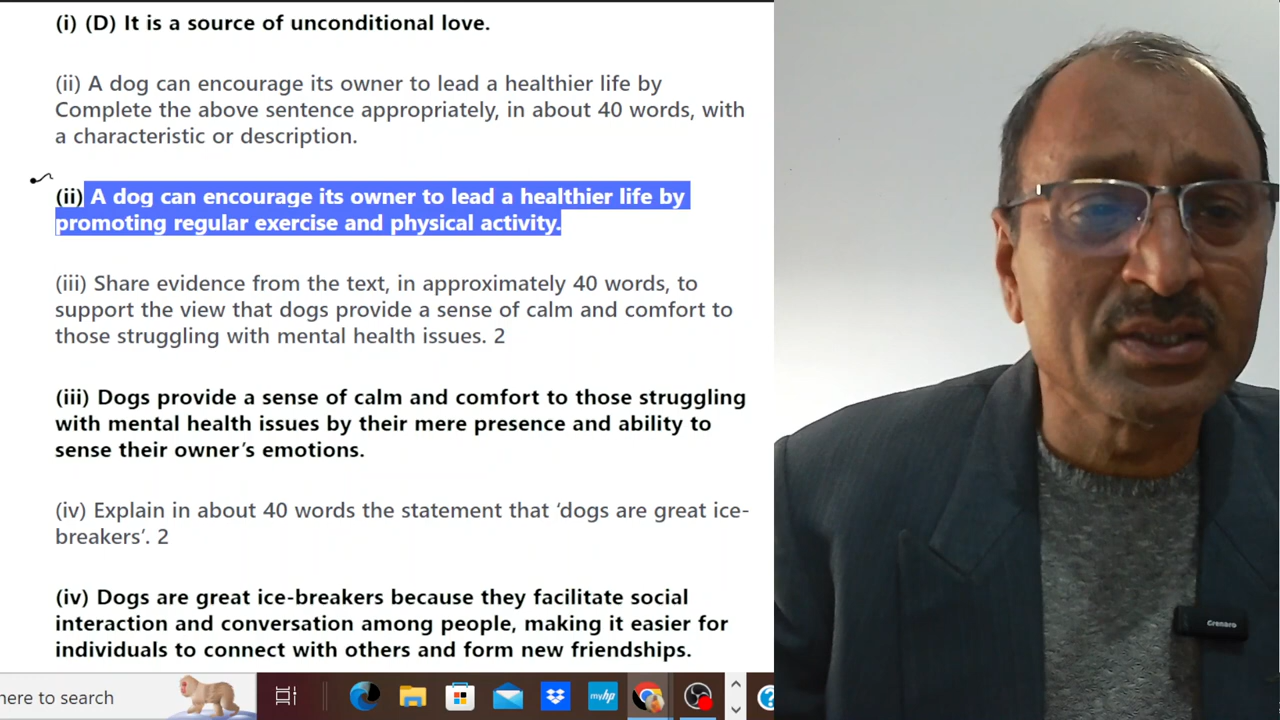 (i) (D) It is a source of unconditional love.
(ii) A dog can encourage its owner to lead a healthier life by
Complete the above sentence appropriately, in about 40 words, with
a characteristic or description.
(ii) A dog can encourage its owner to lead a healthier life by
promoting regular exercise and physical activity.
(iii) Share evidence from the text, in approximately 40 words, to
support the view that dogs provide a sense of calm and comfort to
those struggling with mental health issues. 2
(iii) Dogs provide a sense of calm and comfort to those struggling
with mental health issues by their mere presence and ability to
sense their owner’s emotions.
(iv) Explain in about 40 words the statement that ‘dogs are great ice-
breakers’. 2
(iv) Dogs are great ice-breakers because they facilitate social
interaction and conversation among people, making it easier for
individuals to connect with others and form new friendships.
here to search
myhp
Grenaro